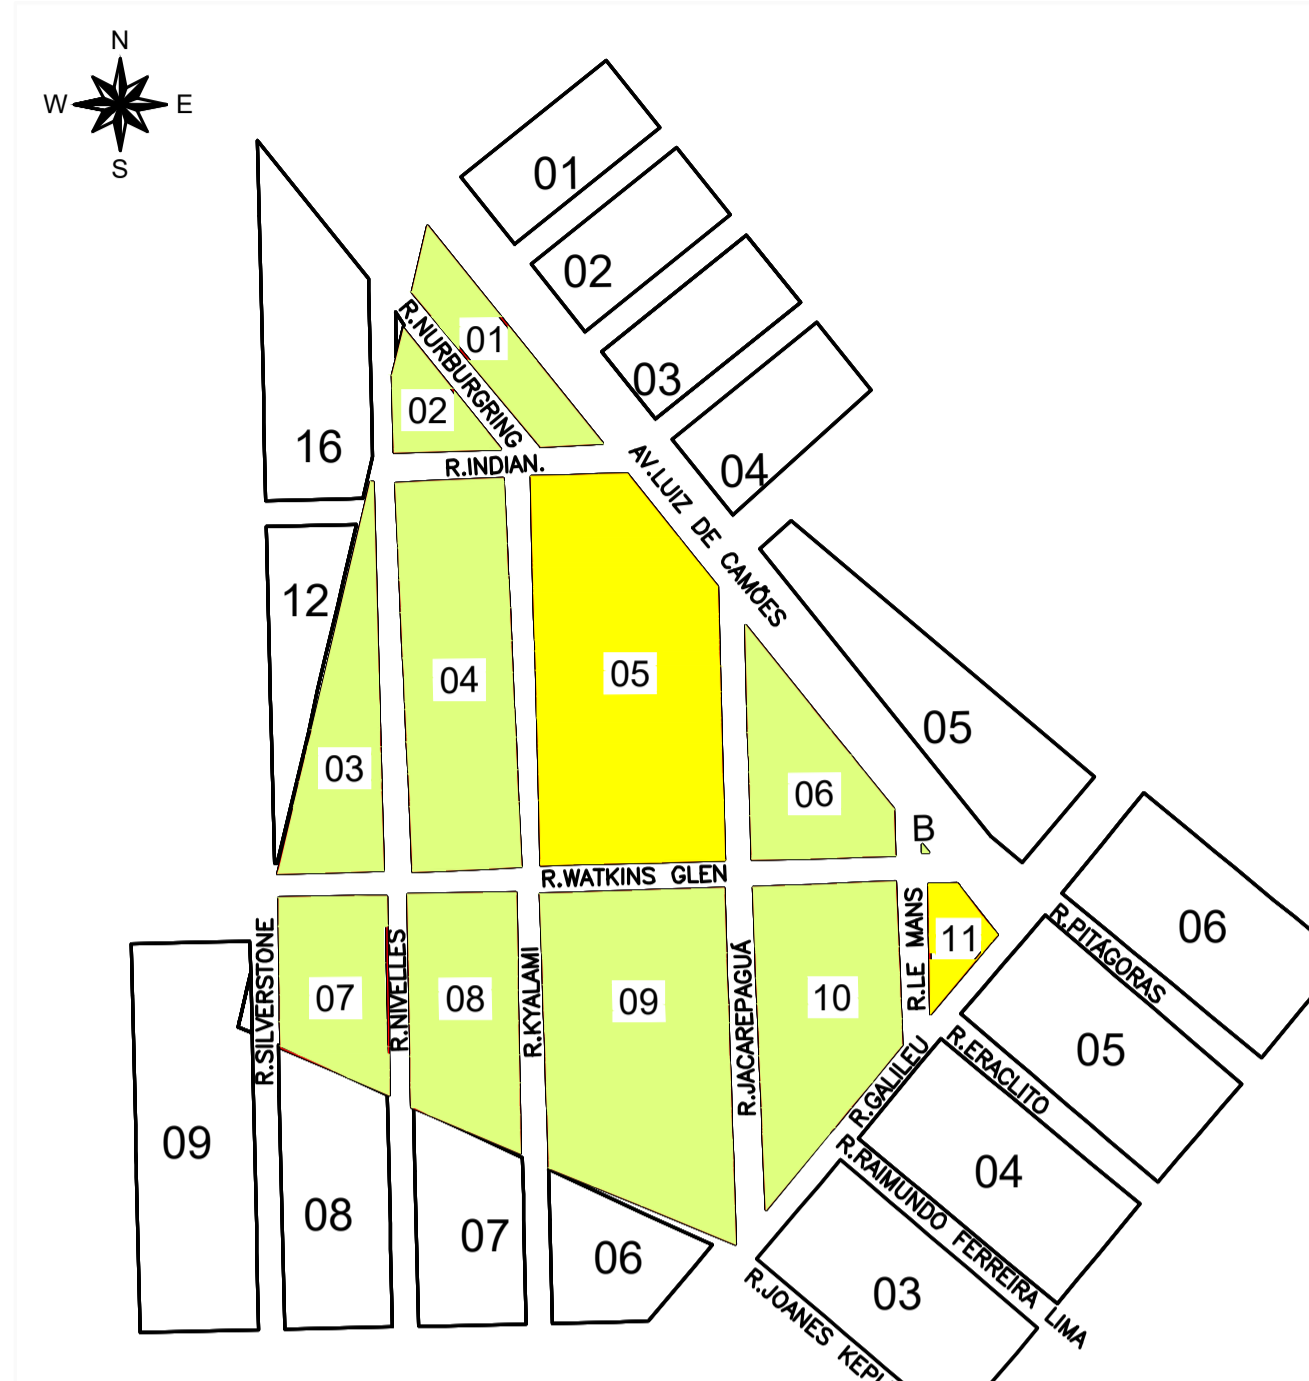 N
W E
S
01
02
03
04
01
R.NURBURGRING
02
16
R.INDIAN.
AV.LUIZ DE CAMÕES
12
04
05
03
06
05
B
R.WATKINS GLEN
R.SILVERSTONE
R.NIVELLES
R.KYALAMI
R.JACAREPAGUÁ
R.LE MANS
11
06
R.PITÁGORAS
07
08
09
10
05
R.ERACLITO
R.GALILEU
09
04
R.RAIMUNDO FERREIRA LIMA
08
07
06
03
R.JOANES